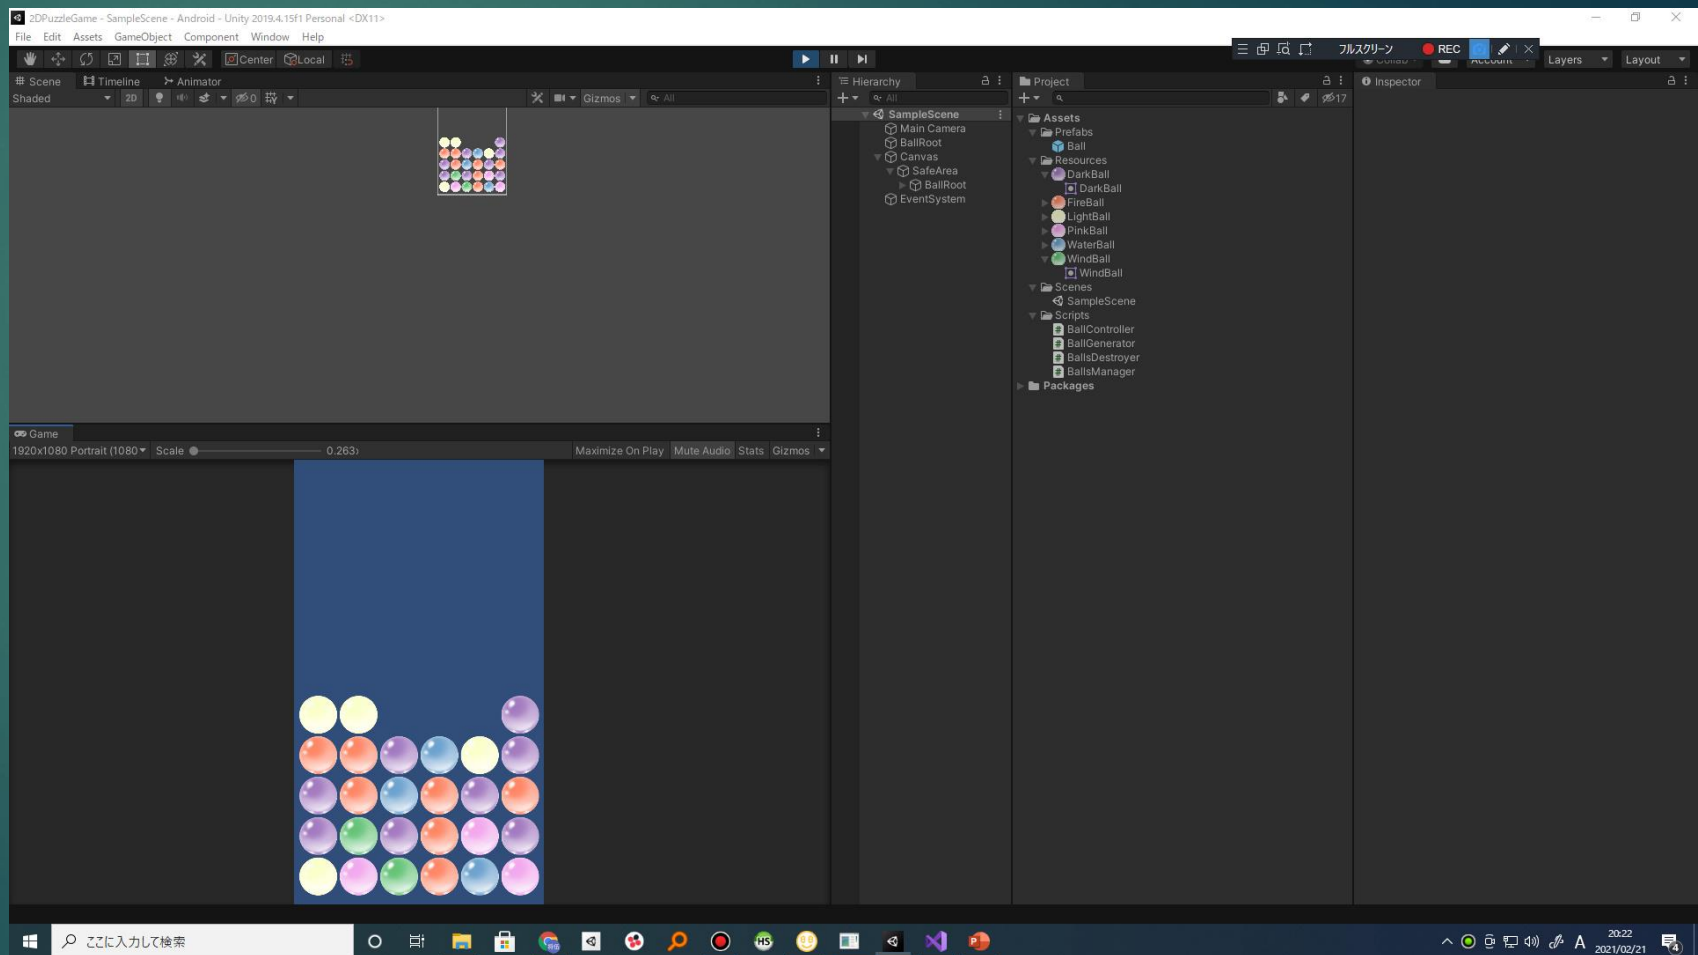 2DPuzzleGame - SampleScene - Android - Unity 2019.4.15f1 Personal <DX11>
File Edit Assets GameObject Component Window Help
Center Local
フルスクリーン REC
Account Layers Layout
Scene Timeline Animator
Shaded 2D 0 Gizmos All
Hierarchy
All
SampleScene
Main Camera
BallRoot
Canvas
SafeArea
BallRoot
EventSystem
Project
17
Assets
Prefabs
Ball
Resources
DarkBall
DarkBall
FireBall
LightBall
PinkBall
WaterBall
WindBall
WindBall
Scenes
SampleScene
Scripts
BallController
BallGenerator
BallsDestroyer
BallsManager
Packages
Inspector
Game
1920x1080 Portrait (1080 Scale 0.263 Maximize On Play Mute Audio Stats Gizmos
ここに入力して検索
HS
A
20:22
2021/02/21
4